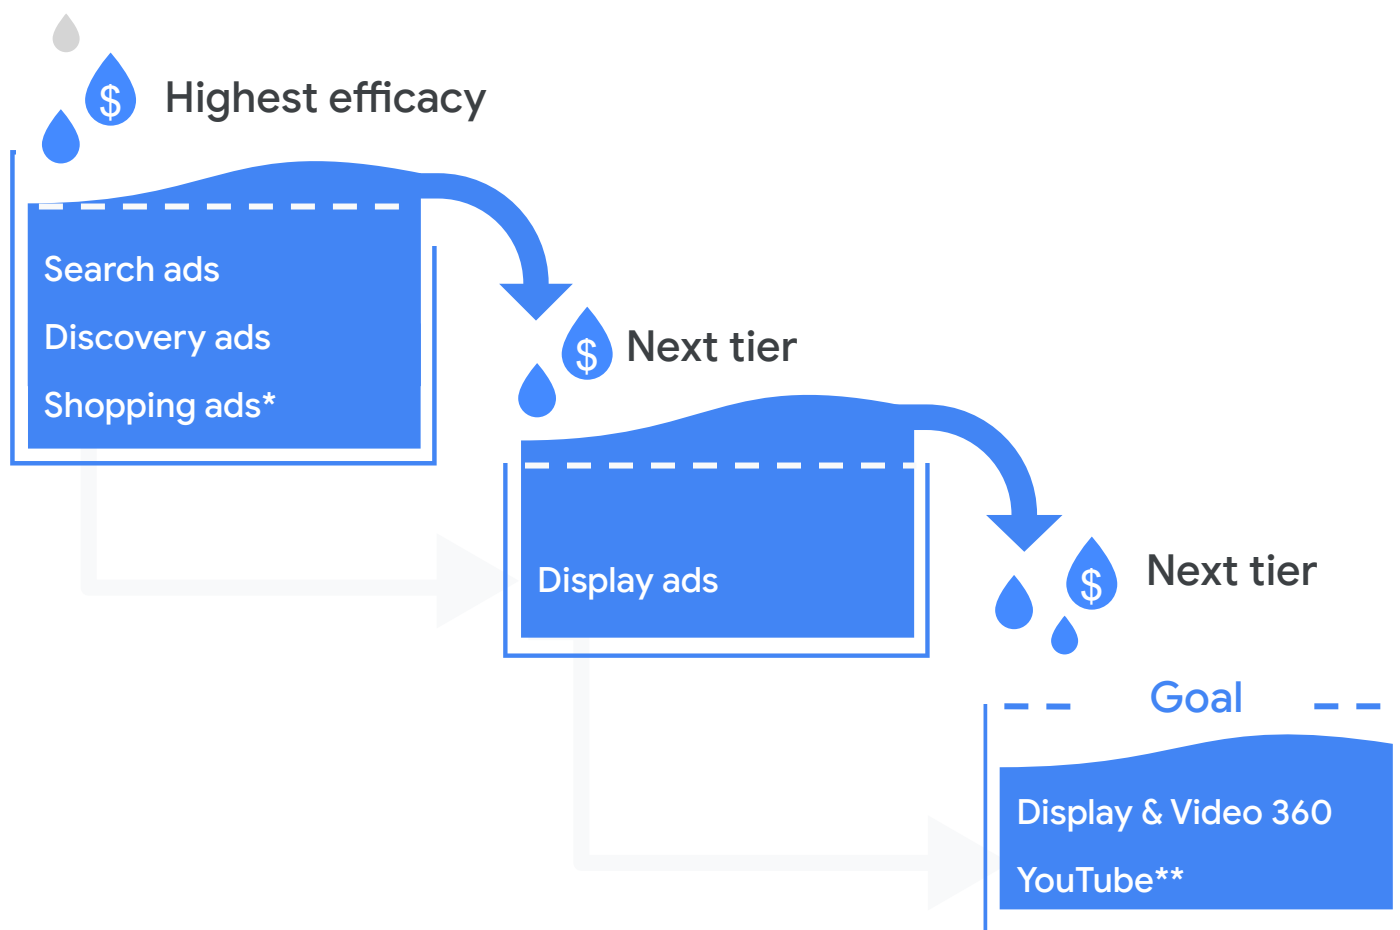 $
Highest efficacy
Search ads
Discovery ads
Shopping ads*
$
Next tier
Display ads
$
Next tier
Goal
Display & Video 360
YouTube**